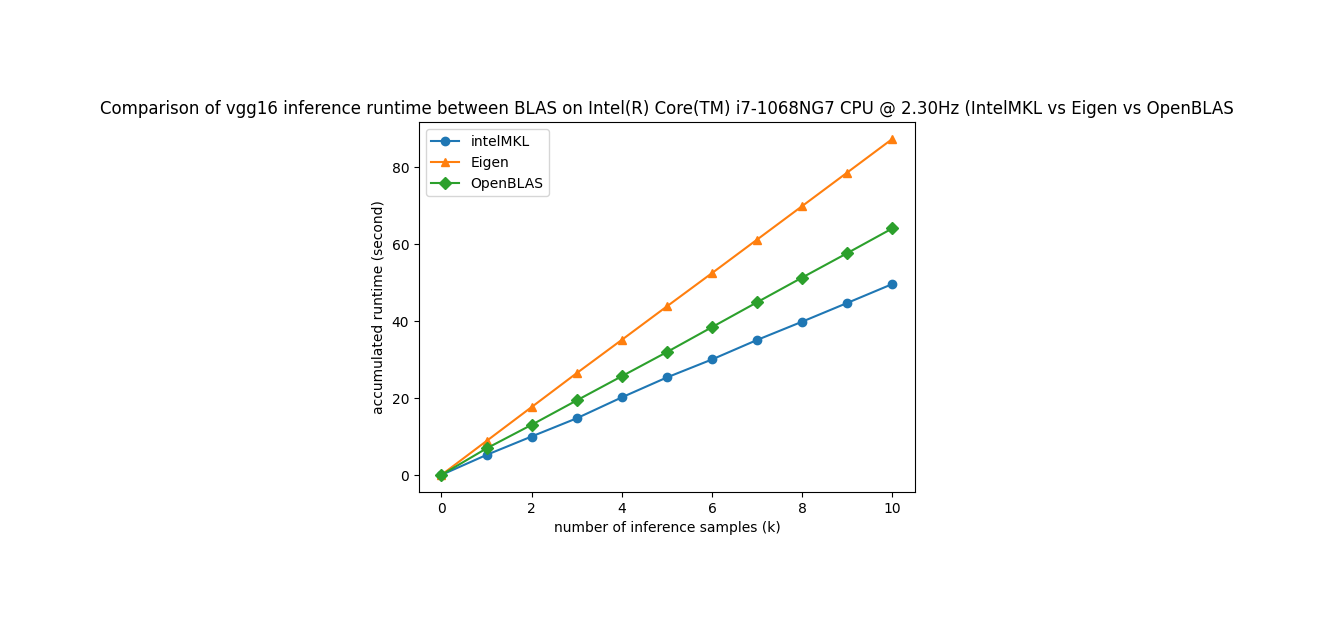 Comparison of vgg16 inference runtime between BLAS on Intel(R) Core(TM) i7-1068NG7 CPU @ 2.30Hz (IntelMKL vs Eigen vs OpenBLAS
intelMKL
Eigen
OpenBLAS
accumulated runtime (second)
80
60
40
20
0
0 2 4 6 8 10
number of inference samples (k)